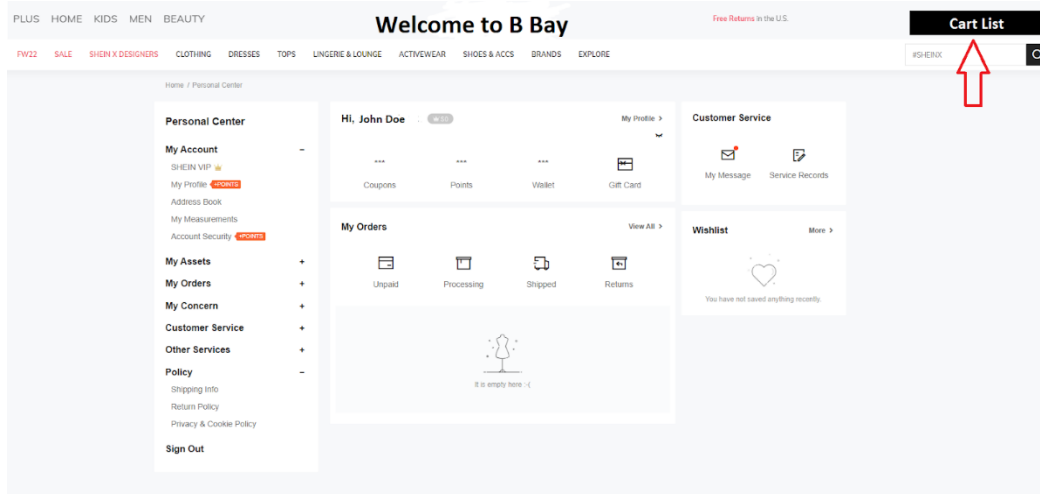 PLUS HOME KIDS MEN BEAUTY
Welcome to B Bay
Free Returns In the U.S.
Cart List
FW22 SALE SHEIN X DESIGNERS CLOTHING DRESSES TOPS LINGERIE & LOUNGE ACTIVEWEAR SHOES & ACCS BRANDS EXPLORE
#SHEINX
Home / Personal Center
Personal Center
My Account −
SHEIN VIP
My Profile +POINTS
Address Book
My Measurements
Account Security +POINTS
My Assets +
My Orders +
My Concern +
Customer Service +
Other Services +
Policy −
Shipping Info
Return Policy
Privacy & Cookie Policy
Sign Out
Hi, John Doe
My Profile >
Coupons Points Wallet Gift Card
My Orders View All >
Unpaid Processing Shipped Returns
It is empty here :-(
Customer Service
My Message Service Records
Wishlist More >
You have not saved anything recently.